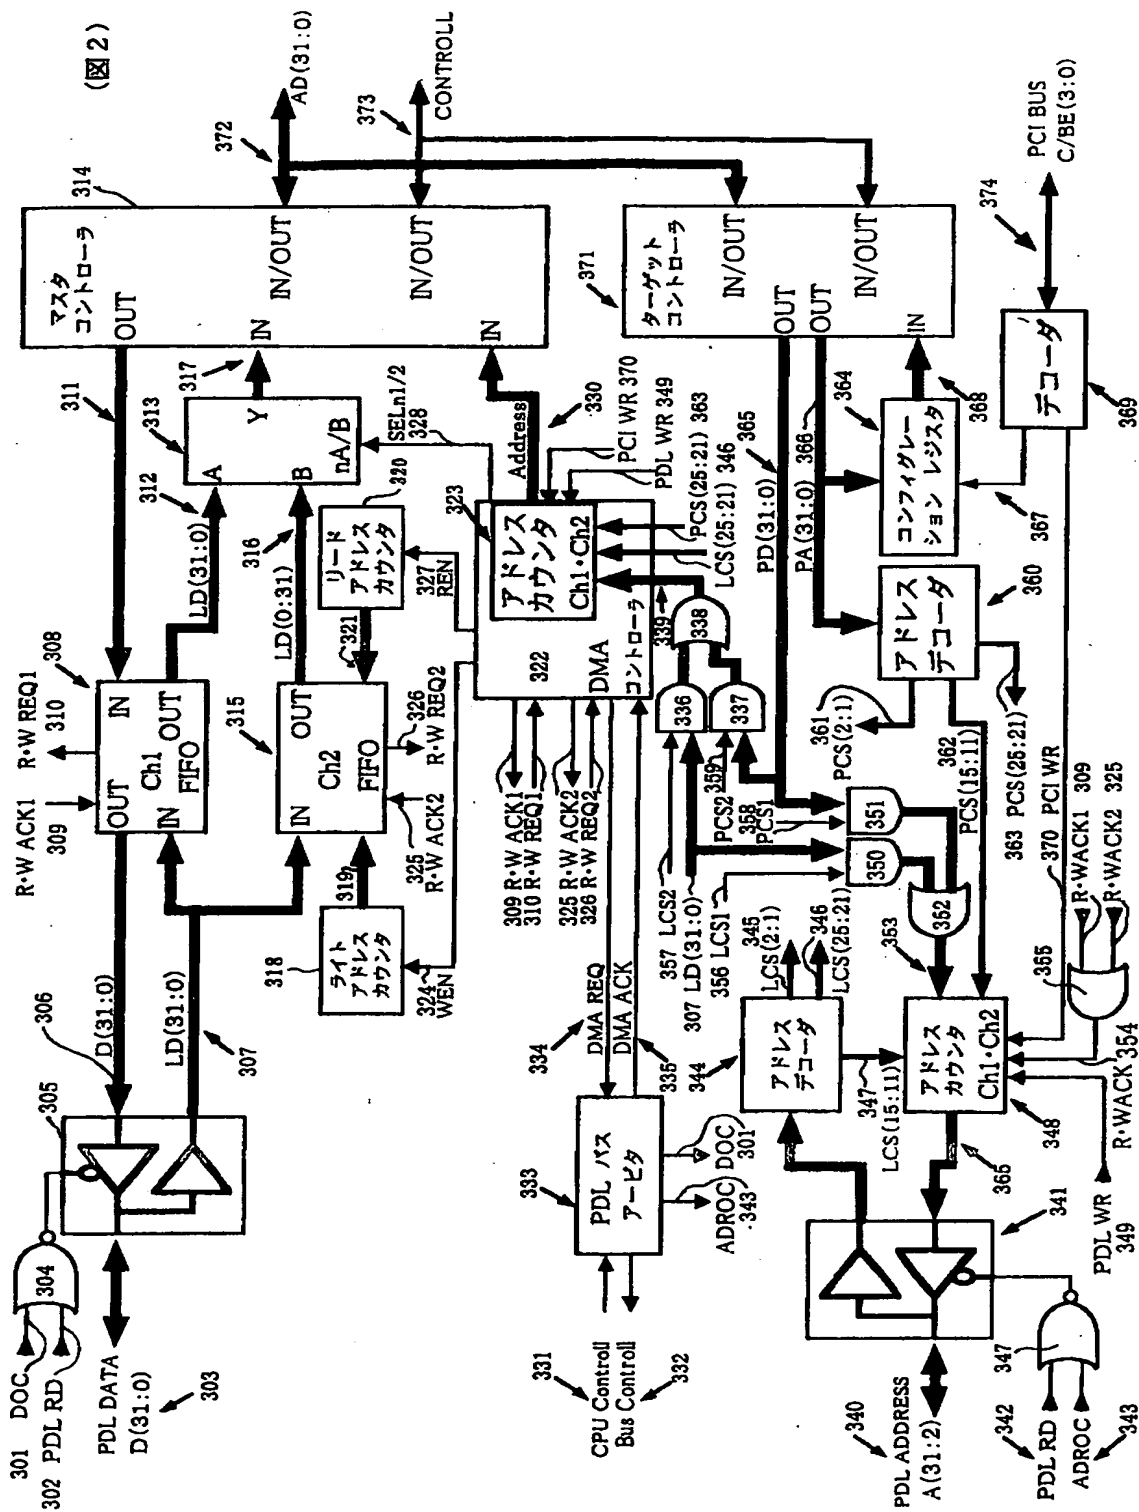 (図2)
301 DOC
302 PDL RD
304
PDL DATA
D(31:0)
303
305
306
D(31:0)
LD(31:0)
307
R·W ACK1
309
R·W REQ1
310
308
OUT
IN
Ch1
FIFO
IN
OUT
311
LD(31:0)
312
313
A
B
Y
nA/B
317
314
マスタ
コントローラ
OUT
IN
IN/OUT
IN/OUT
IN
372
AD(31:0)
373
CONTROLL
318
ライト
アドレス
カウンタ
319
324
WEN
315
IN
OUT
Ch2
FIFO
325
R·W ACK2
326
R·W REQ2
LD(0:31)
316
リード
アドレス
カウンタ
320
321
327
REN
SELn1/2
328
323
アドレス
カウンタ
Ch1·Ch2
322
DMA
コントローラ
Address
330
PCI WR 370
PDL WR 349
PCS(25:21) 363
LCS(25:21) 346
339
338
336
337
309 R·W ACK1
310 R·W REQ1
325 R·W ACK2
326 R·W REQ2
334
DMA REQ
DMA ACK
335
333
PDL バス
アービタ
331
CPU Controll
Bus Controll
332
ADROC
343
DOC
301
357 LCS2
307 LD(31:0)
356 LCS1
359
PCS2
358
PCS1
350
351
352
353
PD(31:0)
365
PA(31:0)
366
371
ターゲット
コントローラ
OUT
OUT
IN/OUT
IN/OUT
IN
364
コンフィグレー
ション レジスタ
368
367
デコーダ
369
374
PCI BUS
C/BE(3:0)
アドレス
デコーダ
360
361
PCS(2:1)
362
PCS(15:11)
363 PCS(25:21)
370 PCI WR
344
アドレス
デコーダ
345
LCS(2:1)
346
LCS(25:21)
347
LCS(15:11)
アドレス
カウンタ
Ch1·Ch2
348
R·WACK1
309
R·WACK2
325
355
354
R·WACK
PDL WR
349
365
341
340
PDL ADDRESS
A(31:2)
347
342
PDL RD
ADROC
343